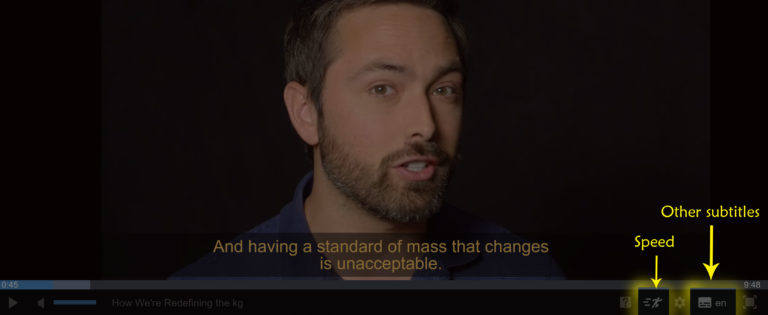 Other subtitles
Speed
And having a standard of mass that changes
is unacceptable.
0:45
9:48
How We're Redefining the kg
en